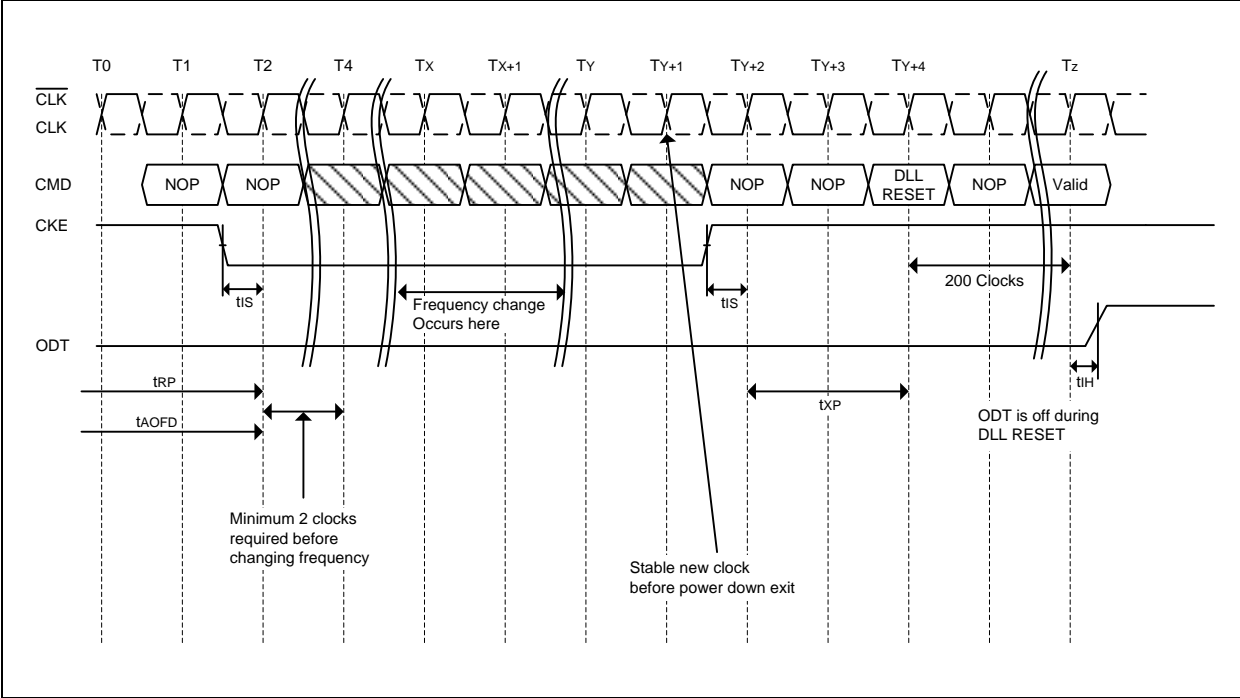 T0 T1 T2 T4 TX TX+1 TY TY+1 TY+2 TY+3 TY+4 Tz
CLK
CLK
CMD NOP NOP NOP NOP DLL RESET NOP Valid
CKE
tIS
Frequency change
Occurs here
tIS
200 Clocks
ODT
tRP
tXP
tIH
tAOFD
ODT is off during
DLL RESET
Minimum 2 clocks
required before
changing frequency
Stable new clock
before power down exit